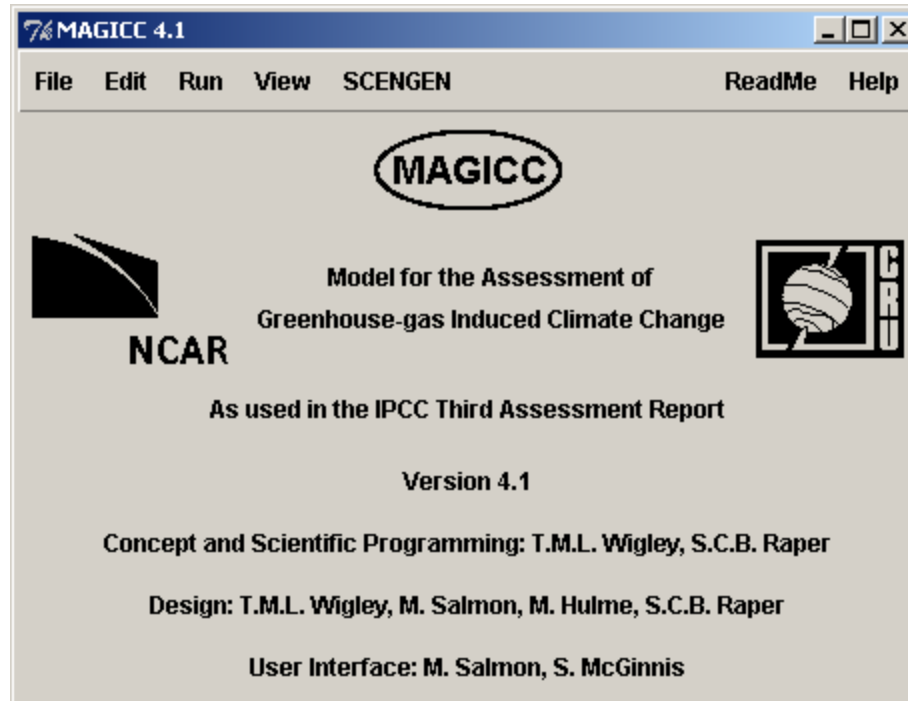 MAGICC 4.1
File Edit Run View SCENGEN ReadMe Help
MAGICC
Model for the Assessment of
Greenhouse-gas Induced Climate Change
NCAR
CRU
As used in the IPCC Third Assessment Report
Version 4.1
Concept and Scientific Programming: T.M.L. Wigley, S.C.B. Raper
Design: T.M.L. Wigley, M. Salmon, M. Hulme, S.C.B. Raper
User Interface: M. Salmon, S. McGinnis